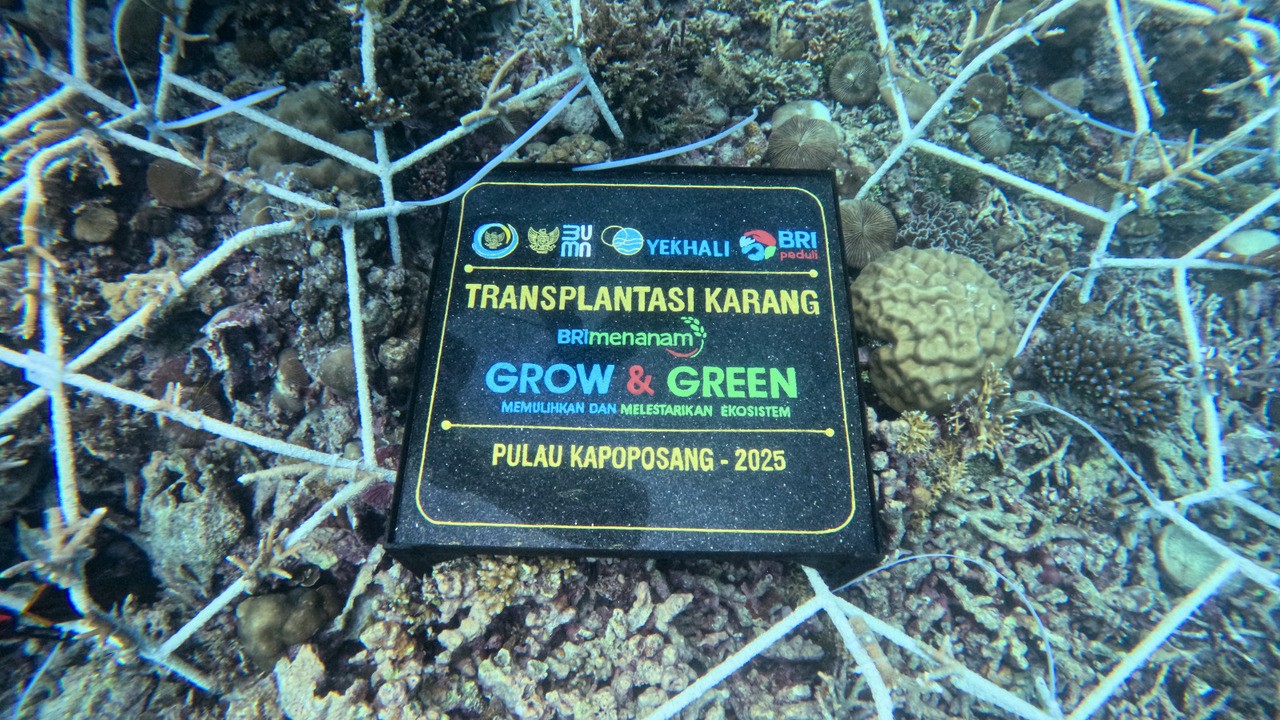 BUMN YEKHALI BRI peduli
TRANSPLANTASI KARANG
BRImenanam
GROW & GREEN
MEMULIHKAN DAN MELESTARIKAN EKOSISTEM
PULAU KAPOPOSANG - 2025